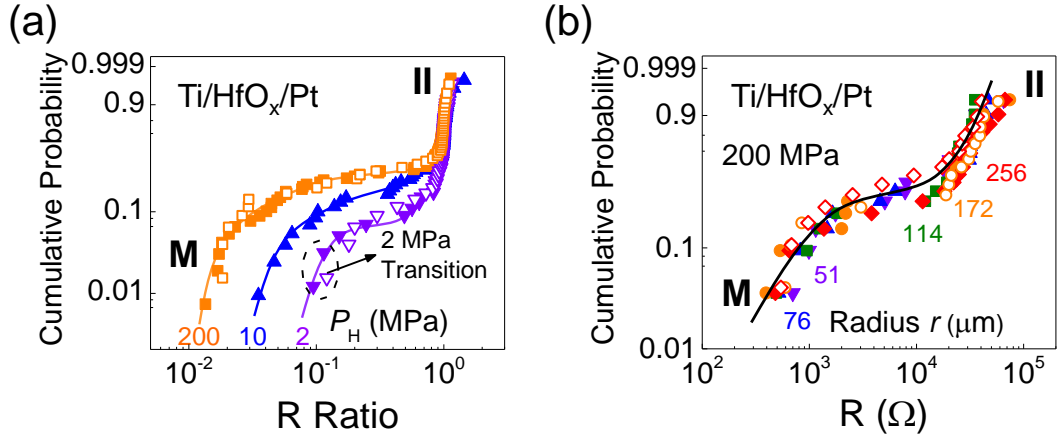 (a)
Cumulative Probability
0.999
0.9
0.1
0.01
Ti/HfOₓ/Pt
II
M
2 MPa
Transition
200
10
2
P_H (MPa)
10⁻²
10⁻¹
10⁰
R Ratio
(b)
Cumulative Probability
0.999
0.9
0.1
0.01
Ti/HfOₓ/Pt
II
200 MPa
256
172
114
51
M
76
Radius r (μm)
10²
10³
10⁴
10⁵
R (Ω)